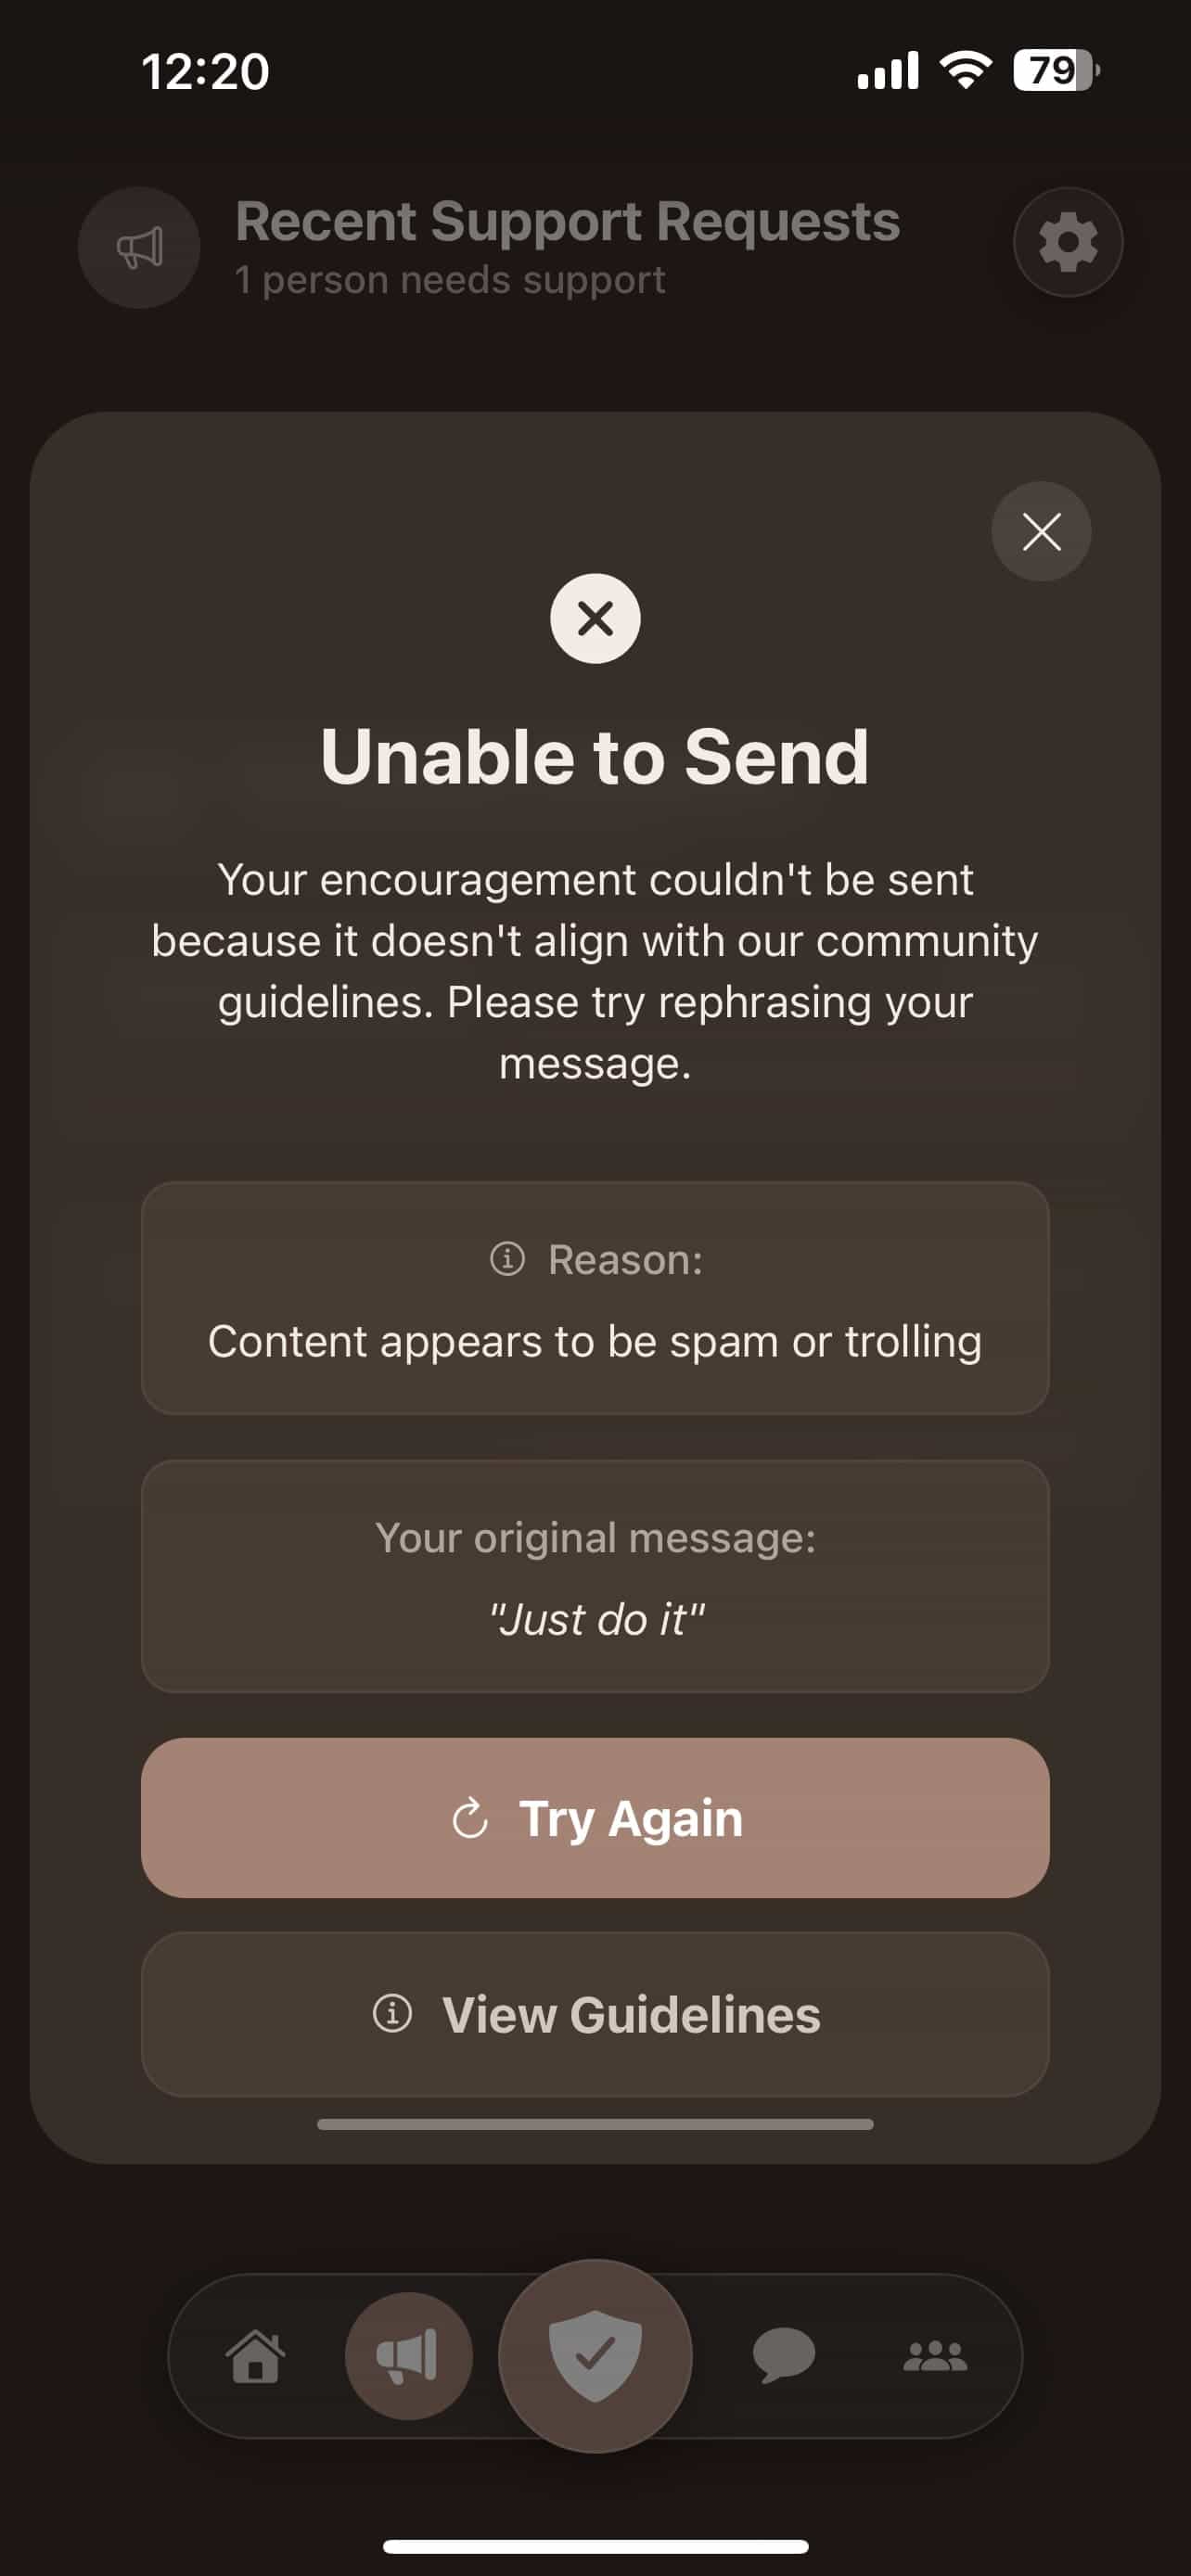 12:20
79
Recent Support Requests
1 person needs support
Unable to Send
Your encouragement couldn't be sent
because it doesn't align with our community
guidelines. Please try rephrasing your
message.
Reason:
Content appears to be spam or trolling
Your original message:
"Just do it"
Try Again
View Guidelines